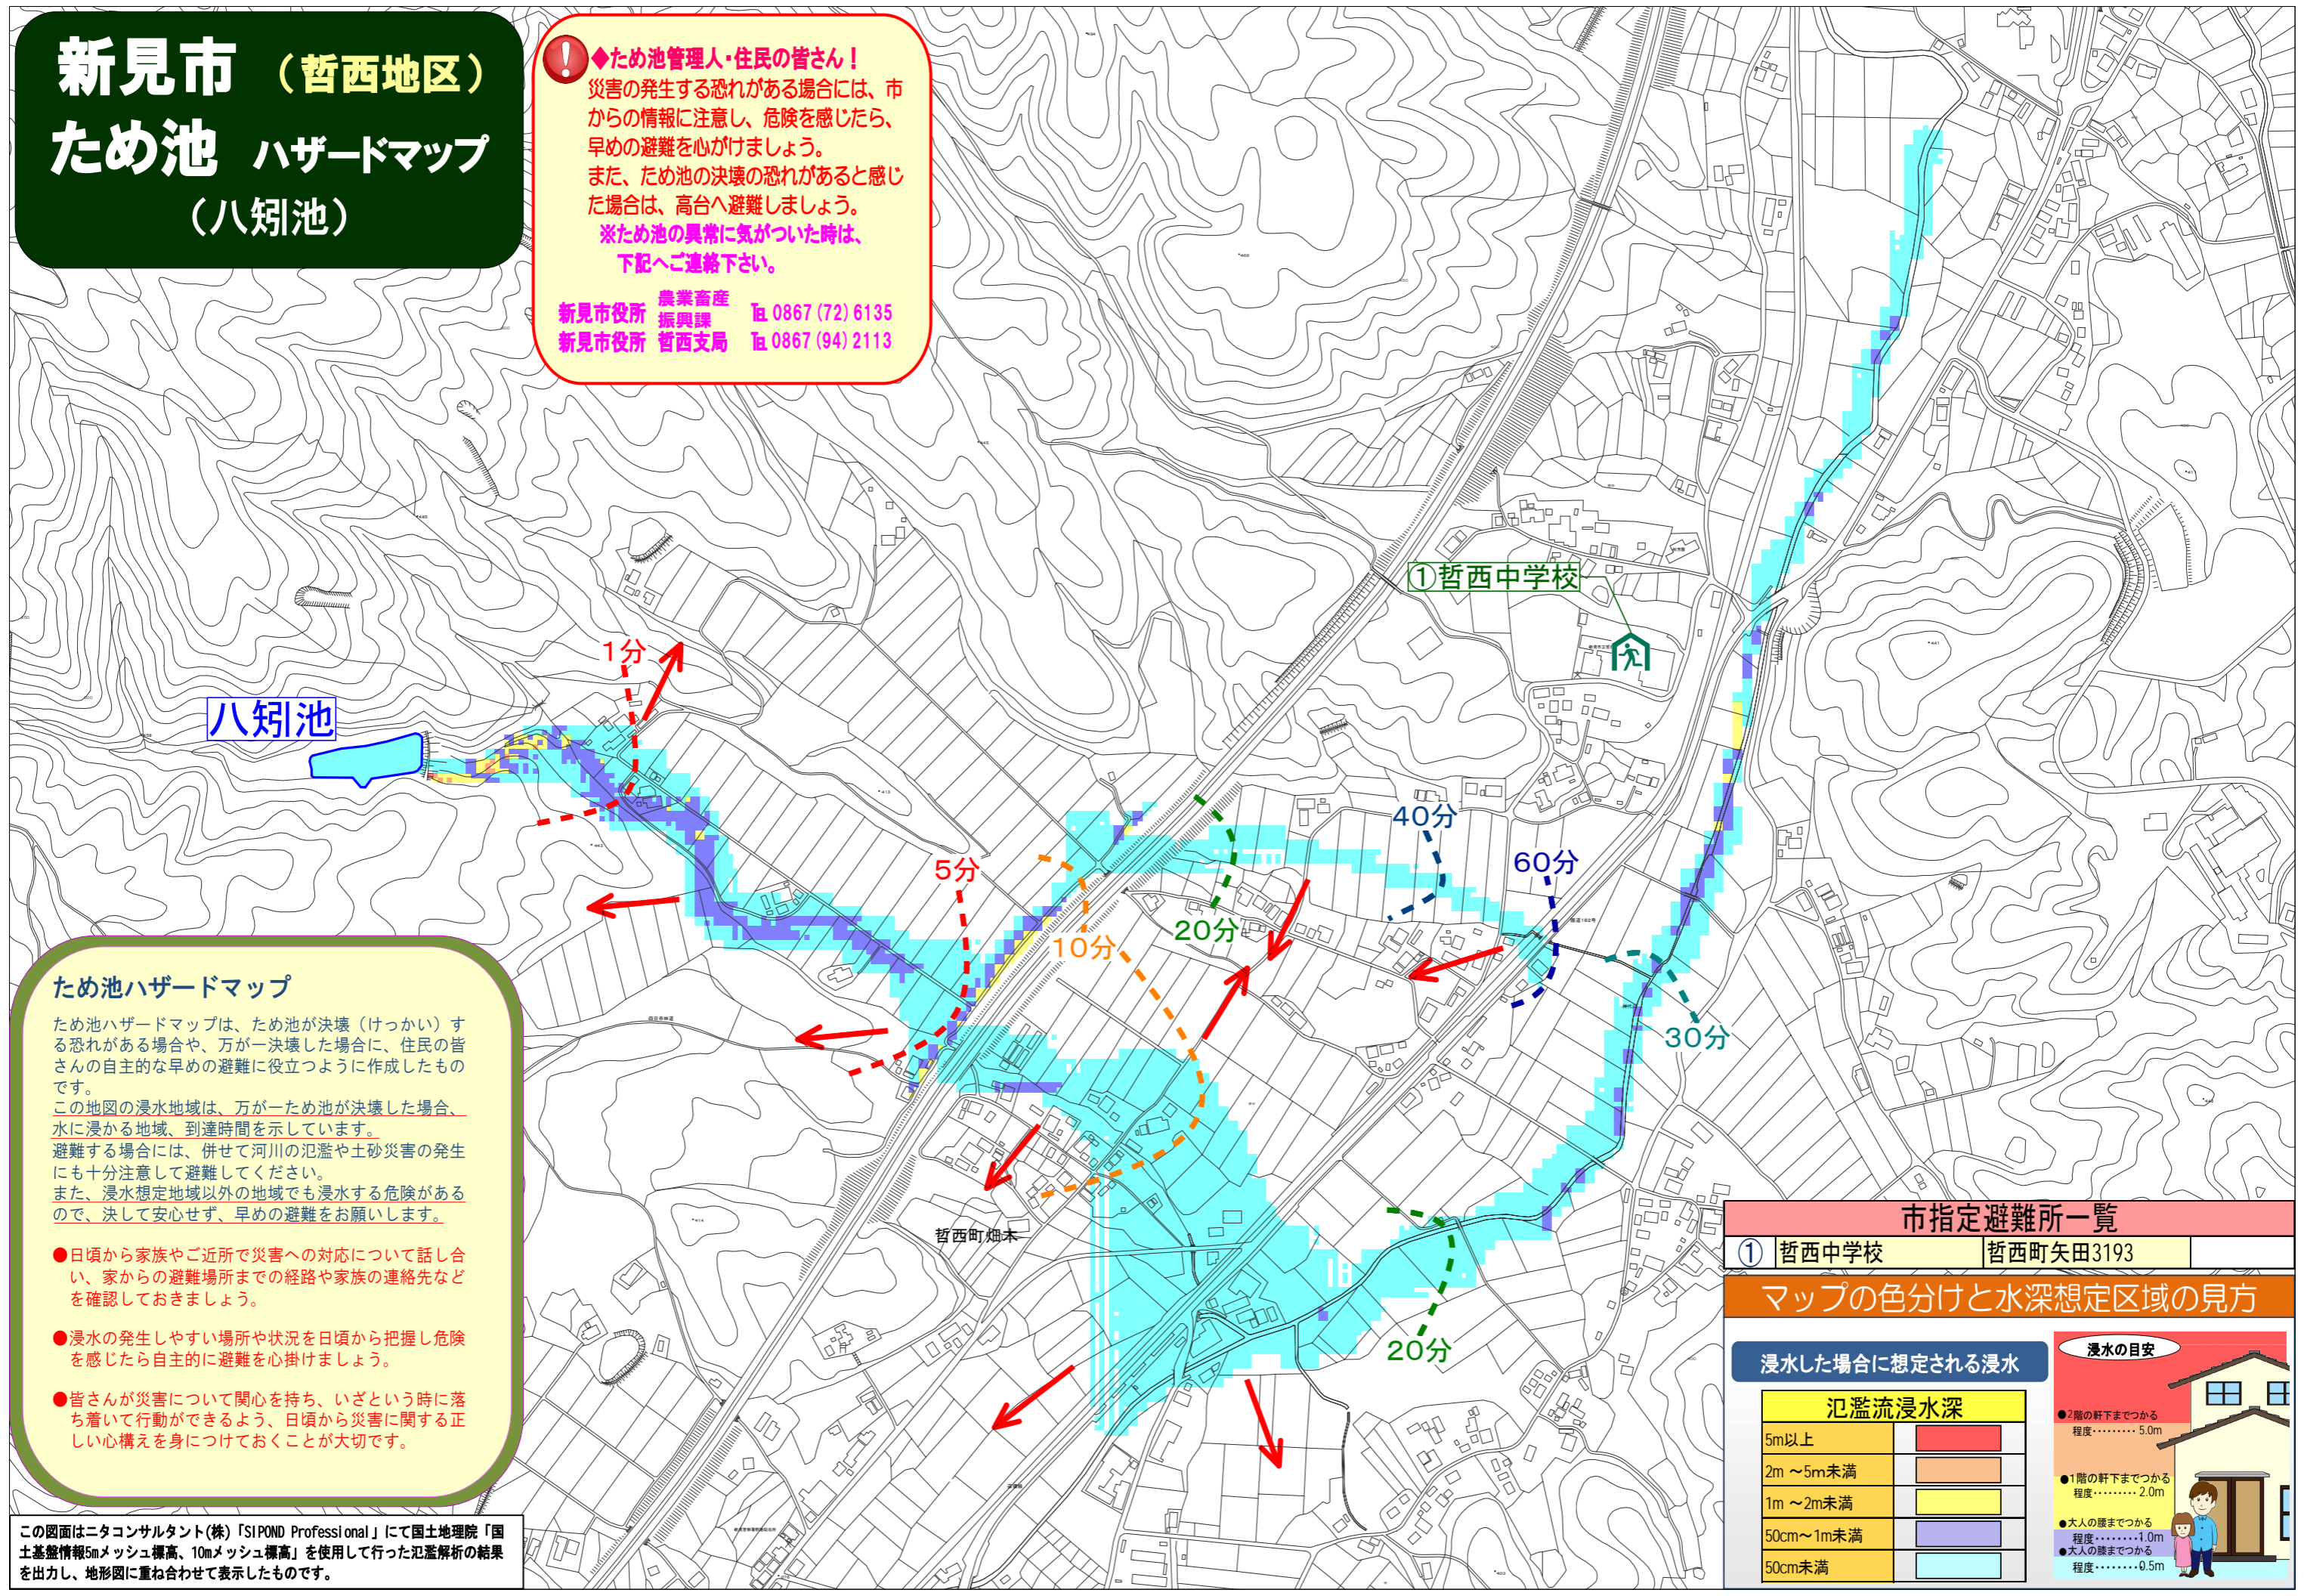 新見市 （哲西地区）
ため池 ハザードマップ
（八矧池）
◆ため池管理人・住民の皆さん！
災害の発生する恐れがある場合には、市
からの情報に注意し、危険を感じたら、
早めの避難を心がけましょう。
また、ため池の決壊の恐れがあると感じ
た場合は、高台へ避難しましょう。
※ため池の異常に気がついた時は、
下記へご連絡下さい。
新見市役所 農業畜産振興課 ℡ 0867(72)6135
新見市役所 哲西支局 ℡ 0867(94)2113
①哲西中学校
1分
八矧池
40分
60分
5分
20分
10分
国道182号
30分
哲西町畑木
20分
ため池ハザードマップ
ため池ハザードマップは、ため池が決壊（けっかい）す
る恐れがある場合や、万が一決壊した場合に、住民の皆
さんの自主的な早めの避難に役立つように作成したもの
です。
この地図の浸水地域は、万が一ため池が決壊した場合、
水に浸かる地域、到達時間を示しています。
避難する場合には、併せて河川の氾濫や土砂災害の発生
にも十分注意して避難してください。
また、浸水想定地域以外の地域でも浸水する危険がある
ので、決して安心せず、早めの避難をお願いします。
●日頃から家族やご近所で災害への対応について話し合
い、家からの避難場所までの経路や家族の連絡先など
を確認しておきましょう。
●浸水の発生しやすい場所や状況を日頃から把握し危険
を感じたら自主的に避難を心掛けましょう。
●皆さんが災害について関心を持ち、いざという時に落
ち着いて行動ができるよう、日頃から災害に関する正
しい心構えを身につけておくことが大切です。
この図面はニタコンサルタント(株)「SIPOND Professional」にて国土地理院「国
土基盤情報5mメッシュ標高、10mメッシュ標高」を使用して行った氾濫解析の結果
を出力し、地形図に重ね合わせて表示したものです。
市指定避難所一覧
① 哲西中学校 哲西町矢田3193
マップの色分けと水深想定区域の見方
浸水した場合に想定される浸水
氾濫流浸水深
5m以上
2m ～5m未満
1m ～2m未満
50cm～1m未満
50cm未満
浸水の目安
●2階の軒下までつかる
程度・・・・・・・・・ 5.0m
●1階の軒下までつかる
程度・・・・・・・・・ 2.0m
●大人の腰までつかる
程度・・・・・・・・1.0m
●大人の膝までつかる
程度・・・・・・・・0.5m